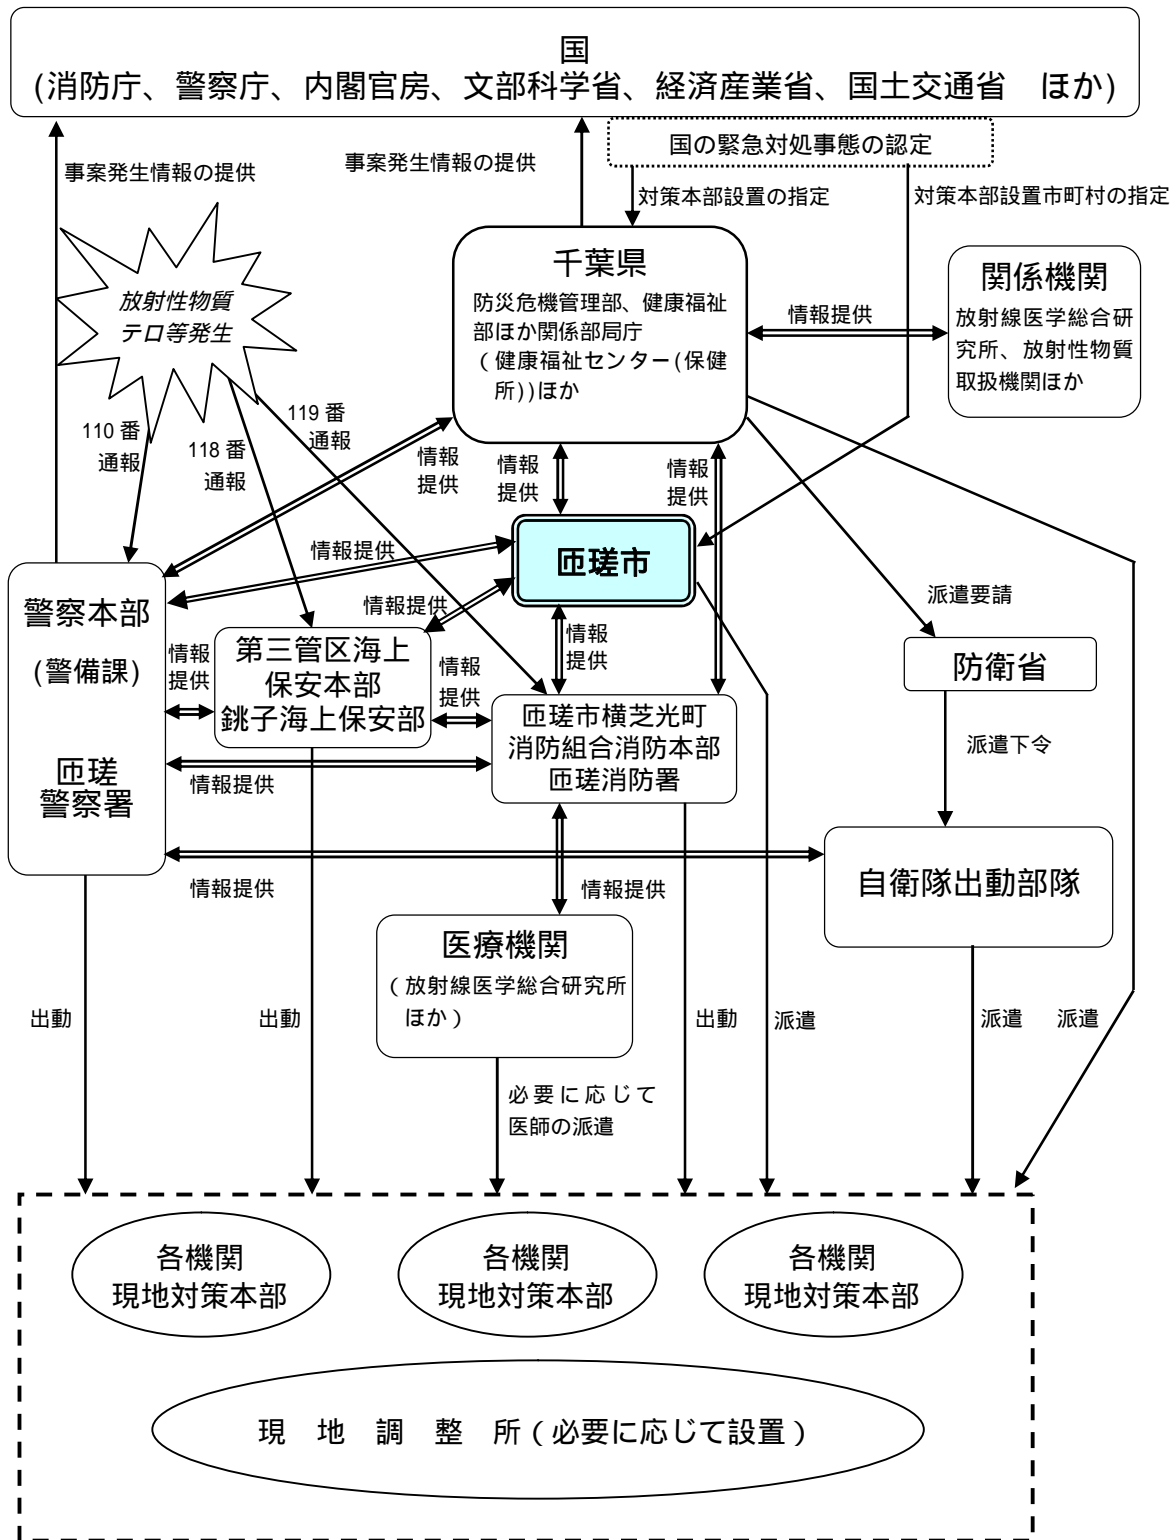 国
(消防庁、警察庁、内閣官房、文部科学省、経済産業省、国土交通省　ほか)
国の緊急対処事態の認定
事案発生情報の提供
事案発生情報の提供
対策本部設置の指定
対策本部設置市町村の指定
放射性物質
テロ等発生
千葉県
防災危機管理部、健康福祉
部ほか関係部局庁
(健康福祉センター(保健
所))ほか
情報提供
関係機関
放射線医学総合研
究所、放射性物質
取扱機関ほか
110 番
通報
118 番
通報
119 番
通報
情報
提供
情報
提供
情報
提供
情報提供
匝瑳市
情報提供
派遣要請
警察本部
(警備課)
匝瑳
警察署
情報
提供
第三管区海上
保安本部
銚子海上保安部
情報
提供
情報
提供
匝瑳市横芝光町
消防組合消防本部
匝瑳消防署
防衛省
派遣下令
情報提供
自衛隊出動部隊
情報提供
情報提供
医療機関
(放射線医学総合研究所
ほか)
出動
出動
出動
派遣
派遣
派遣
必要に応じて
医師の派遣
各機関
現地対策本部
各機関
現地対策本部
各機関
現地対策本部
現　地　調　整　所(必要に応じて設置)